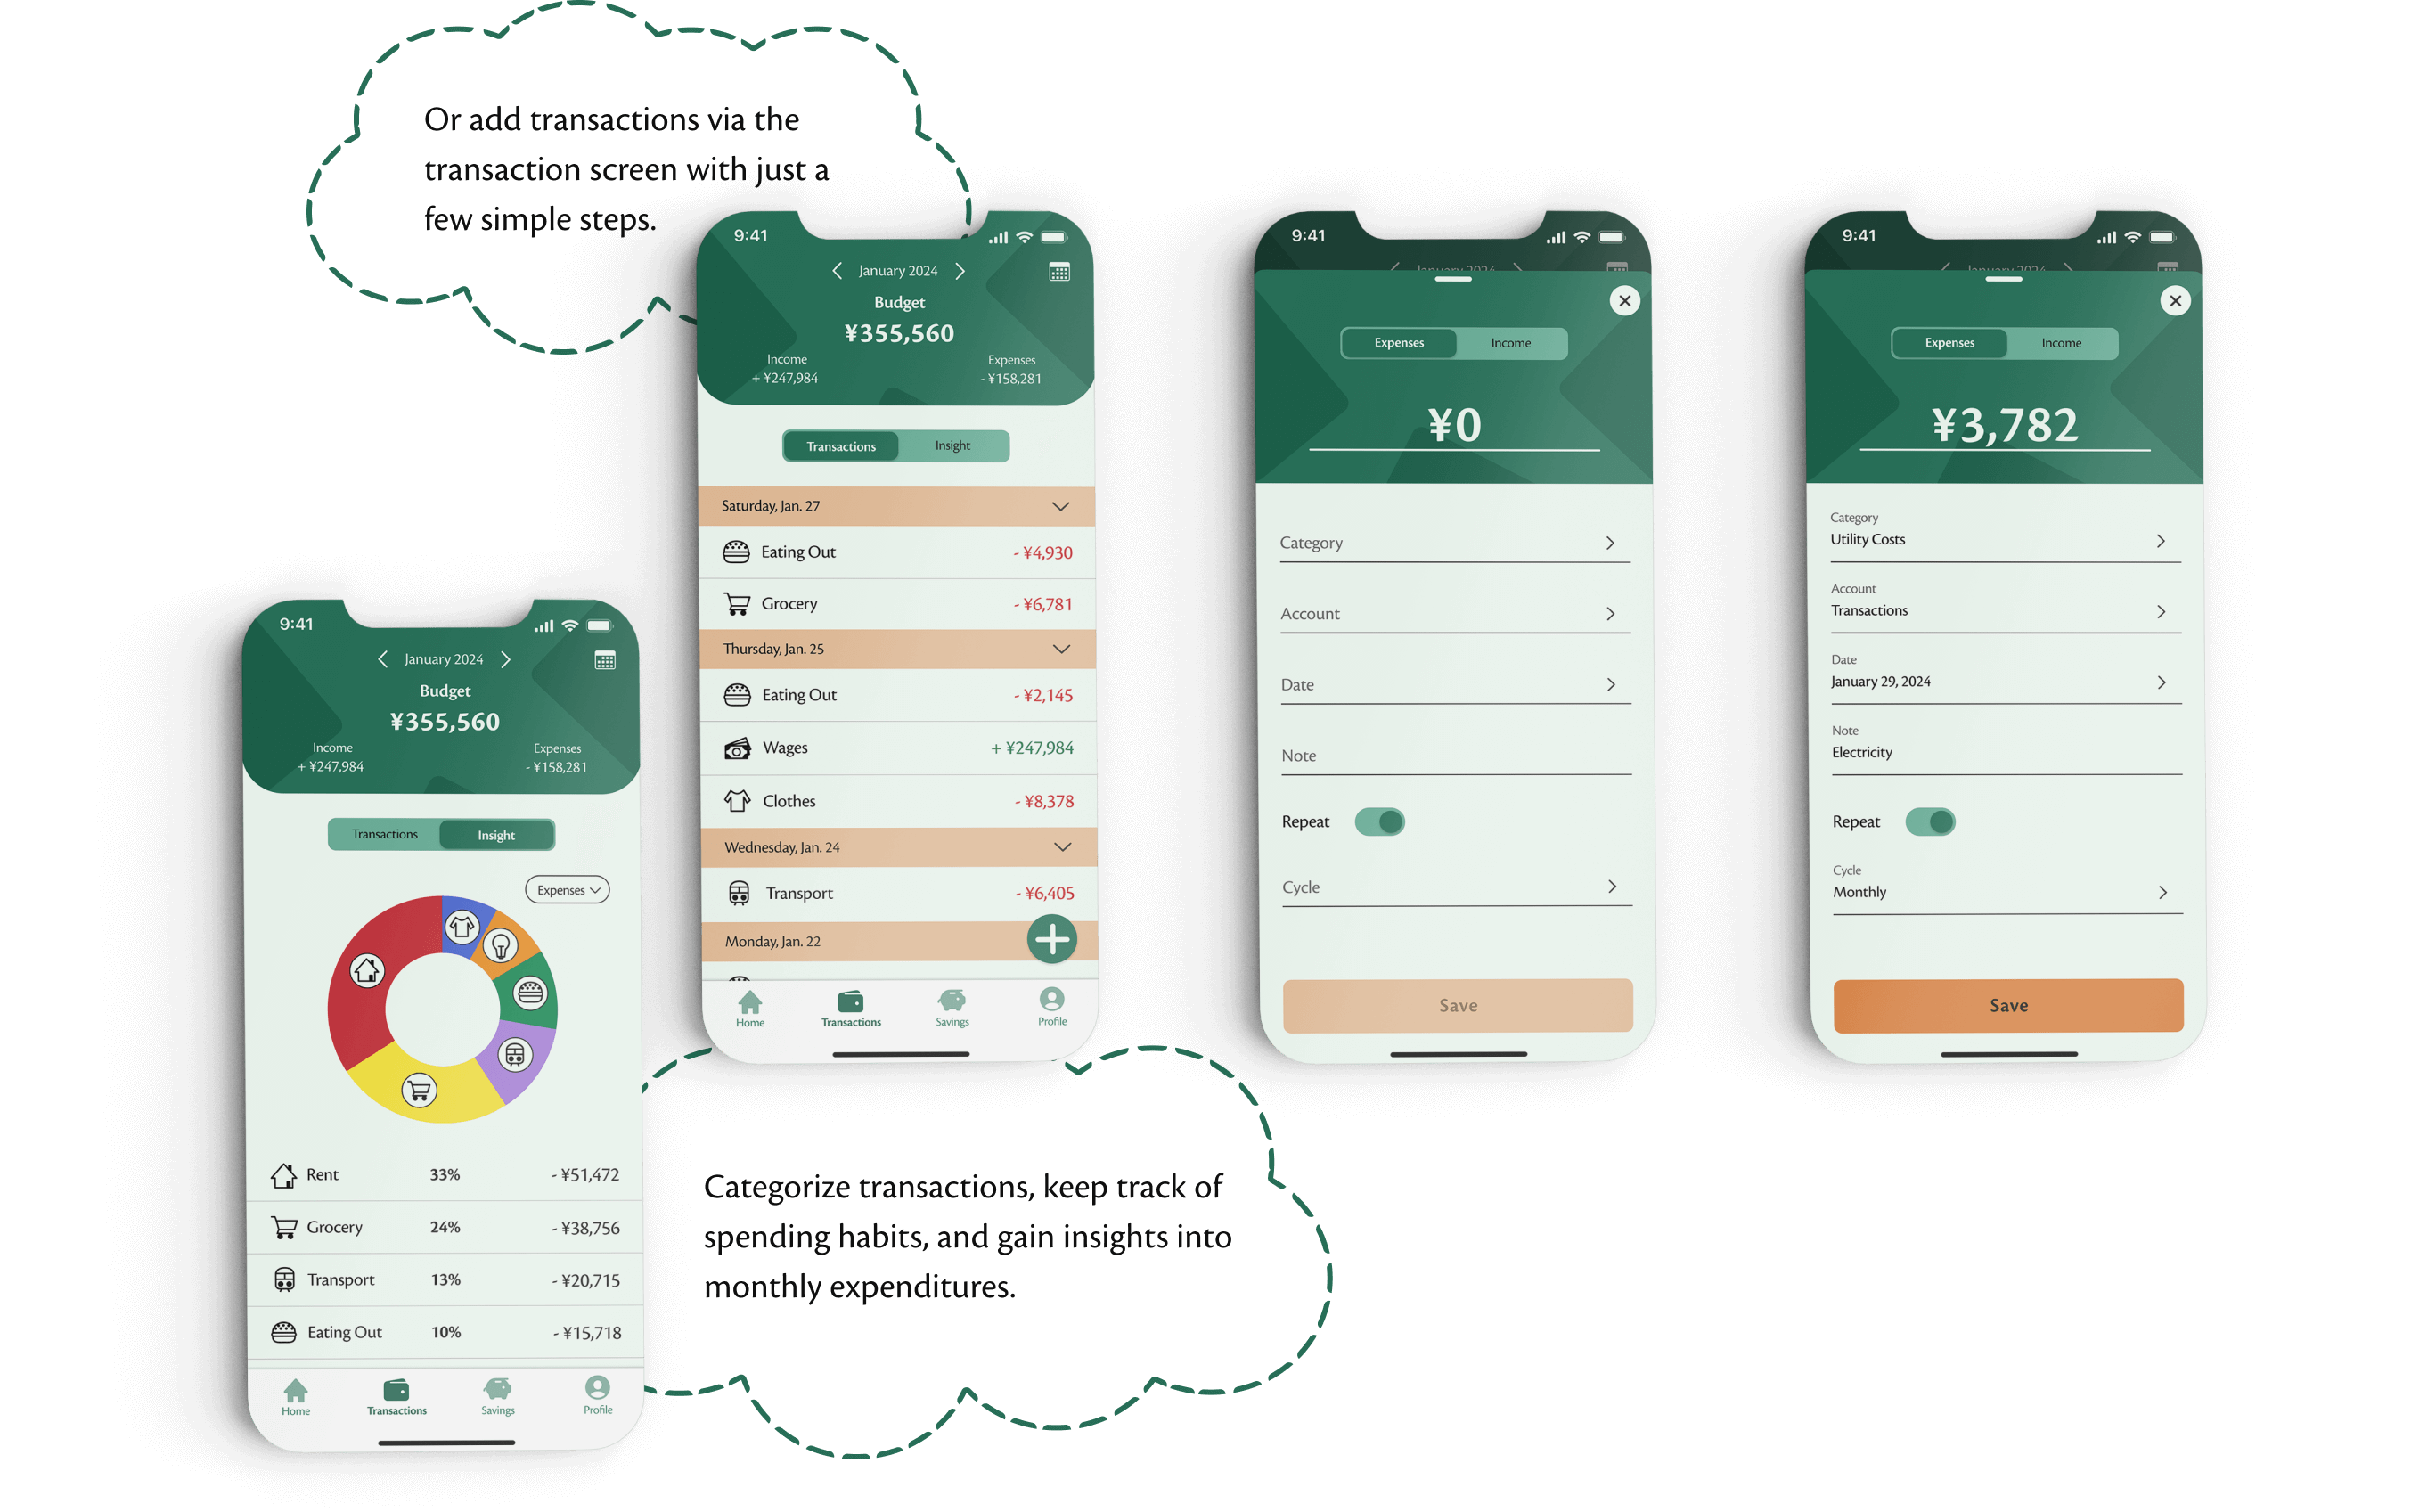 Or add transactions via the
transaction screen with just a
few simple steps.
9:41
January 2024
Budget
¥355,560
Income
Expenses
+ ¥247,984
- ¥158,281
Transactions
Insight
Saturday, Jan. 27
Eating Out
- ¥4,930
Grocery
- ¥6,781
Thursday, Jan. 25
Eating Out
- ¥2,145
Wages
+ ¥247,984
Clothes
- ¥8,378
Wednesday, Jan. 24
Transport
- ¥6,405
Monday, Jan. 22
Home
Transactions
Savings
Profile
9:41
January 2024
Expenses
Income
¥0
Category
Account
Date
Note
Repeat
Cycle
Save
9:41
January 2024
Expenses
Income
¥3,782
Category
Utility Costs
Account
Transactions
Date
January 29, 2024
Note
Electricity
Repeat
Cycle
Monthly
Save
9:41
January 2024
Budget
¥355,560
Income
Expenses
+ ¥247,984
- ¥158,281
Transactions
Insight
Expenses
Rent
33%
- ¥51,472
Grocery
24%
- ¥38,756
Transport
13%
- ¥20,715
Eating Out
10%
- ¥15,718
Home
Transactions
Savings
Profile
Categorize transactions, keep track of
spending habits, and gain insights into
monthly expenditures.